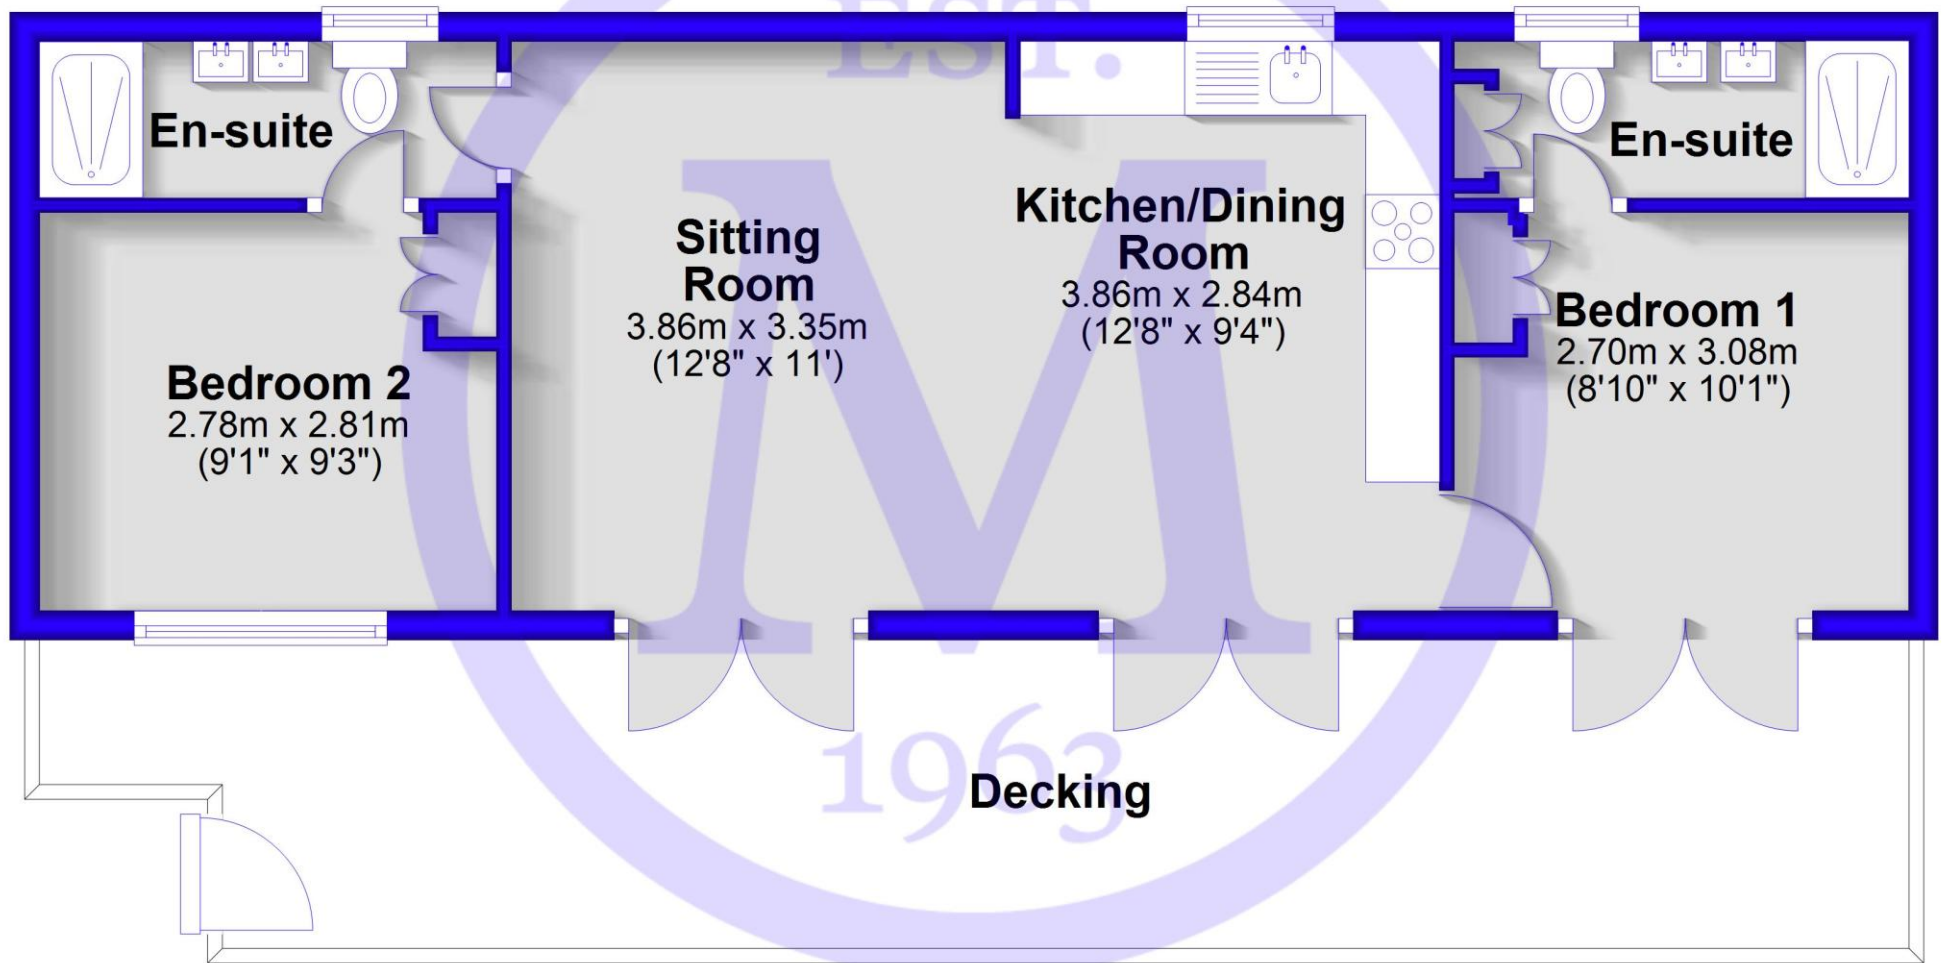 EST.
En-suite
En-suite
Kitchen/Dining
Room
3.86m x 2.84m
(12'8" x 9'4")
Sitting
Room
3.86m x 3.35m
(12'8" x 11')
Bedroom 1
2.70m x 3.08m
(8'10" x 10'1")
Bedroom 2
2.78m x 2.81m
(9'1" x 9'3")
M
1963
Decking